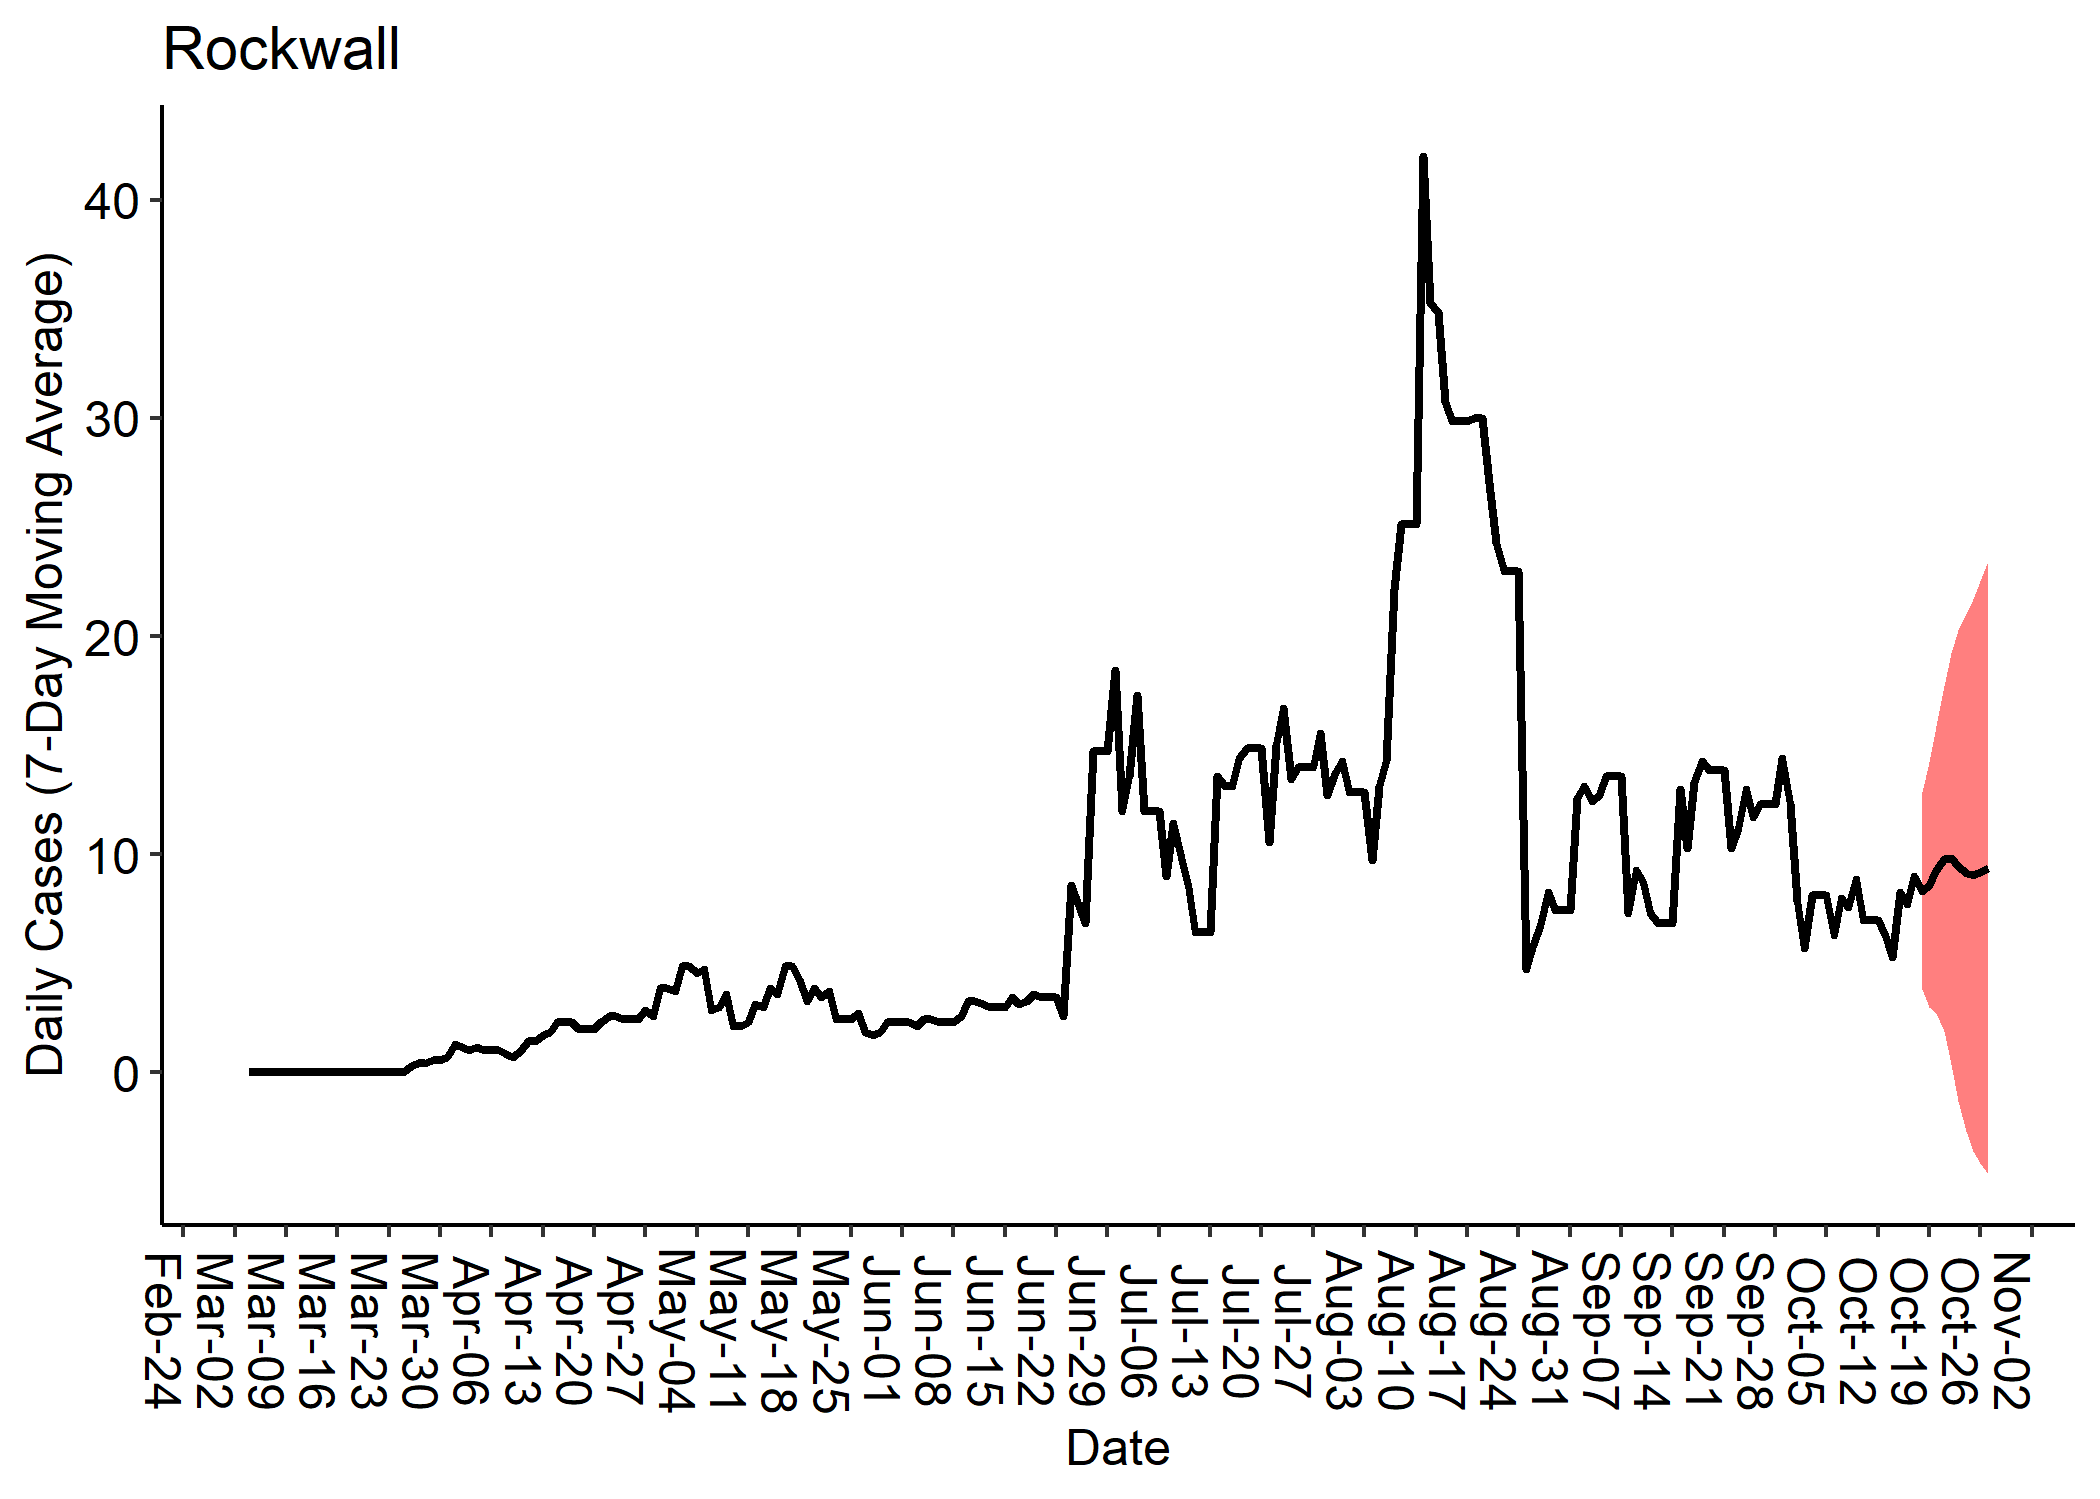 Rockwall
Daily Cases (7-Day Moving Average)
40
30
20
10
0
Feb-24
Mar-02
Mar-09
Mar-16
Mar-23
Mar-30
Apr-06
Apr-13
Apr-20
Apr-27
May-04
May-11
May-18
May-25
Jun-01
Jun-08
Jun-15
Jun-22
Jun-29
Jul-06
Jul-13
Jul-20
Jul-27
Aug-03
Aug-10
Aug-17
Aug-24
Aug-31
Sep-07
Sep-14
Sep-21
Sep-28
Oct-05
Oct-12
Oct-19
Oct-26
Nov-02
Date